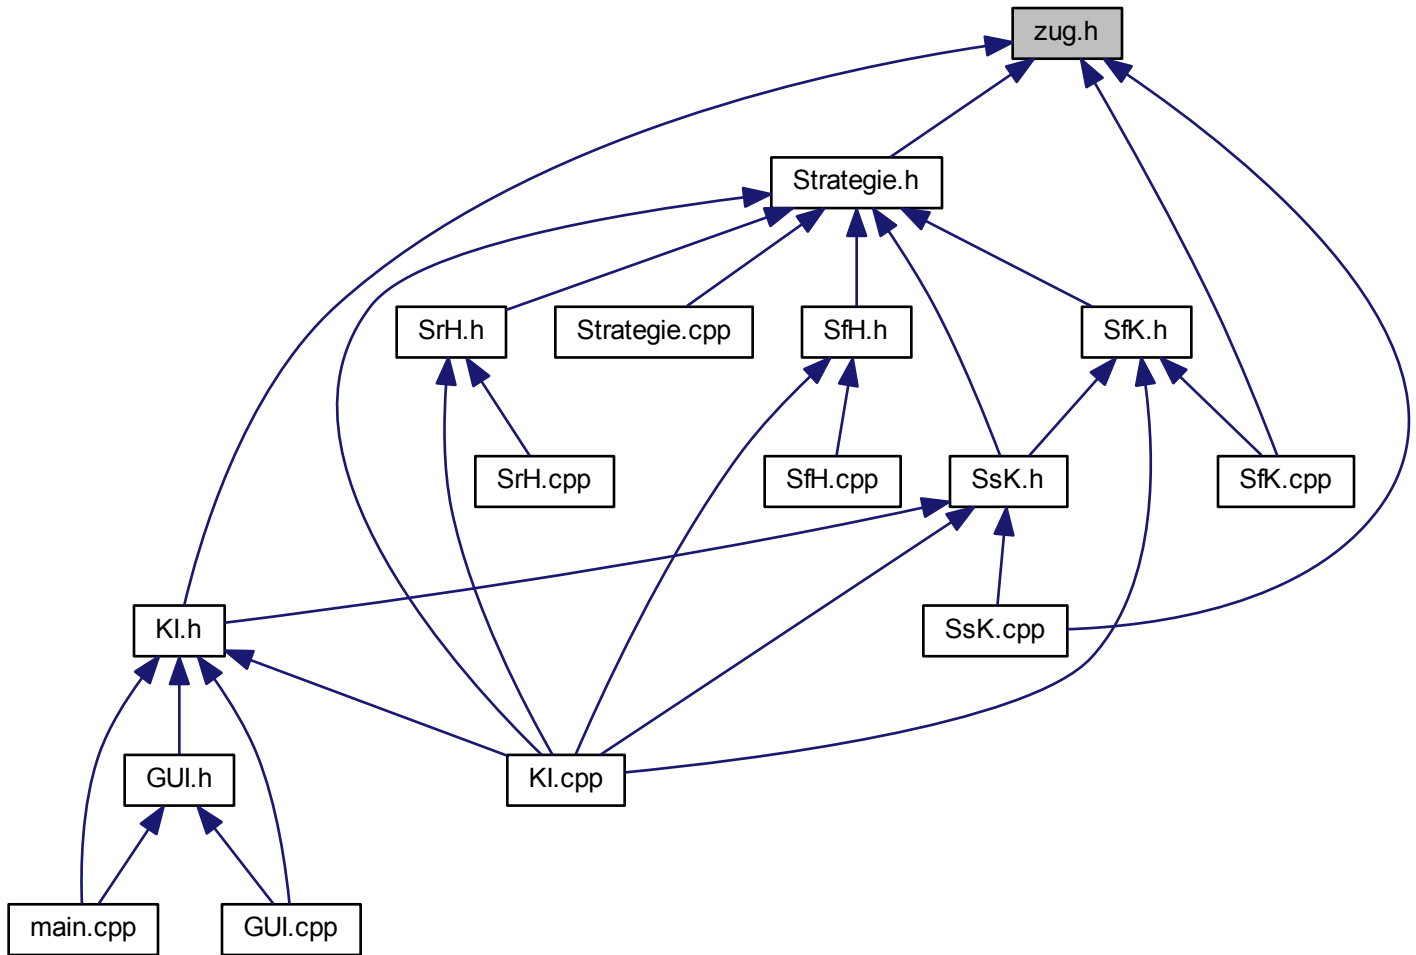 zug.h
Strategie.h
SrH.h
Strategie.cpp
SfH.h
SfK.h
SrH.cpp
SfH.cpp
SsK.h
SfK.cpp
KI.h
SsK.cpp
GUI.h
KI.cpp
main.cpp
GUI.cpp